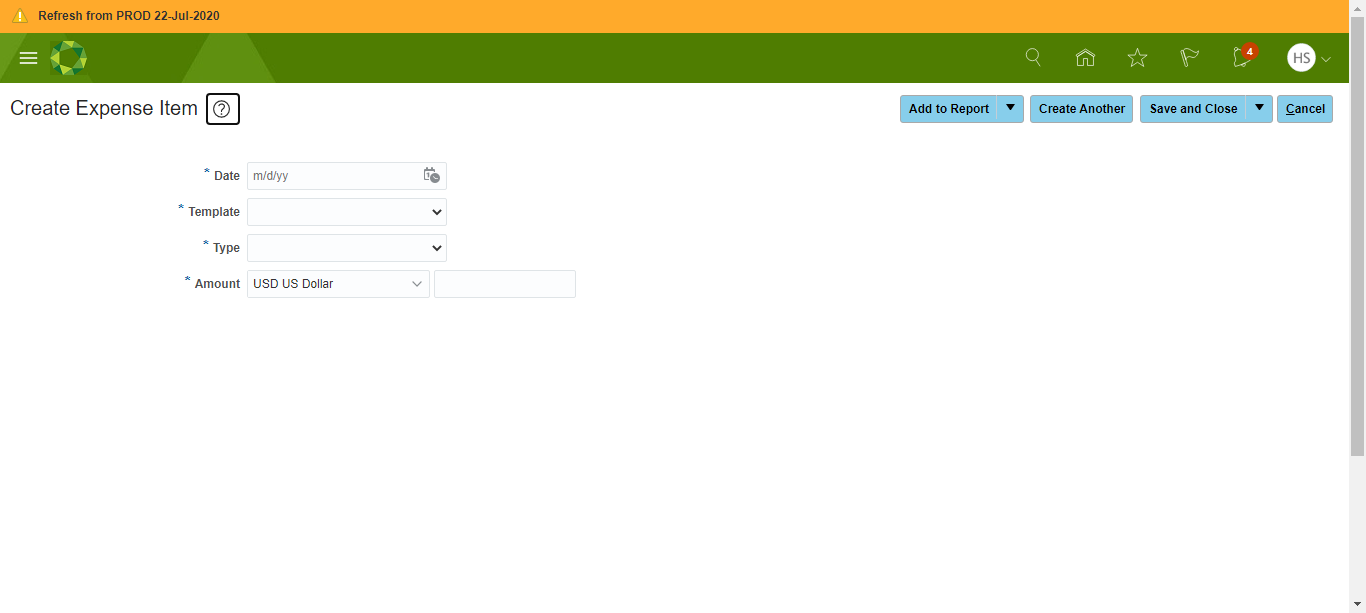 Refresh from PROD 22-Jul-2020
4
HS
Create Expense Item
Add to Report
Create Another
Save and Close
Cancel
* Date m/d/yy
* Template
* Type
* Amount USD US Dollar